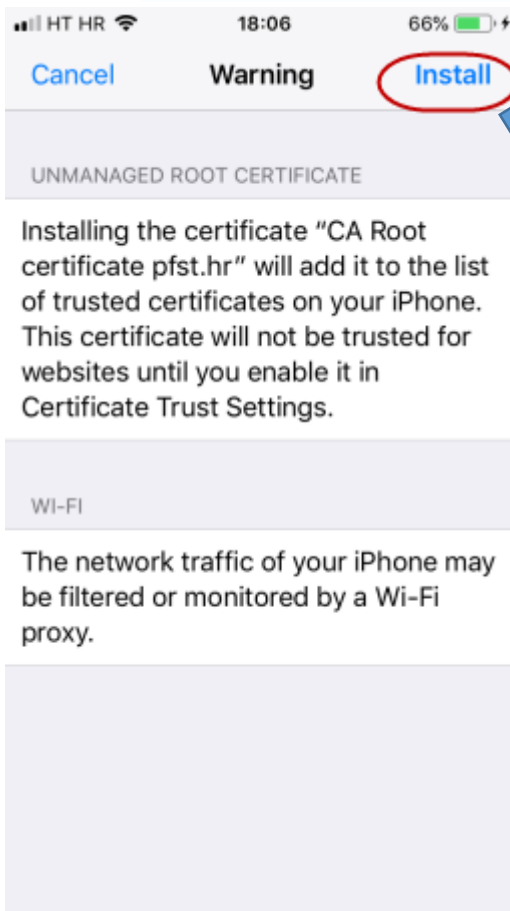 HT HR 18:06 66%
Cancel Warning Install
UNMANAGED ROOT CERTIFICATE
Installing the certificate “CA Root
certificate pfst.hr” will add it to the list
of trusted certificates on your iPhone.
This certificate will not be trusted for
websites until you enable it in
Certificate Trust Settings.
WI-FI
The network traffic of your iPhone may
be filtered or monitored by a Wi-Fi
proxy.